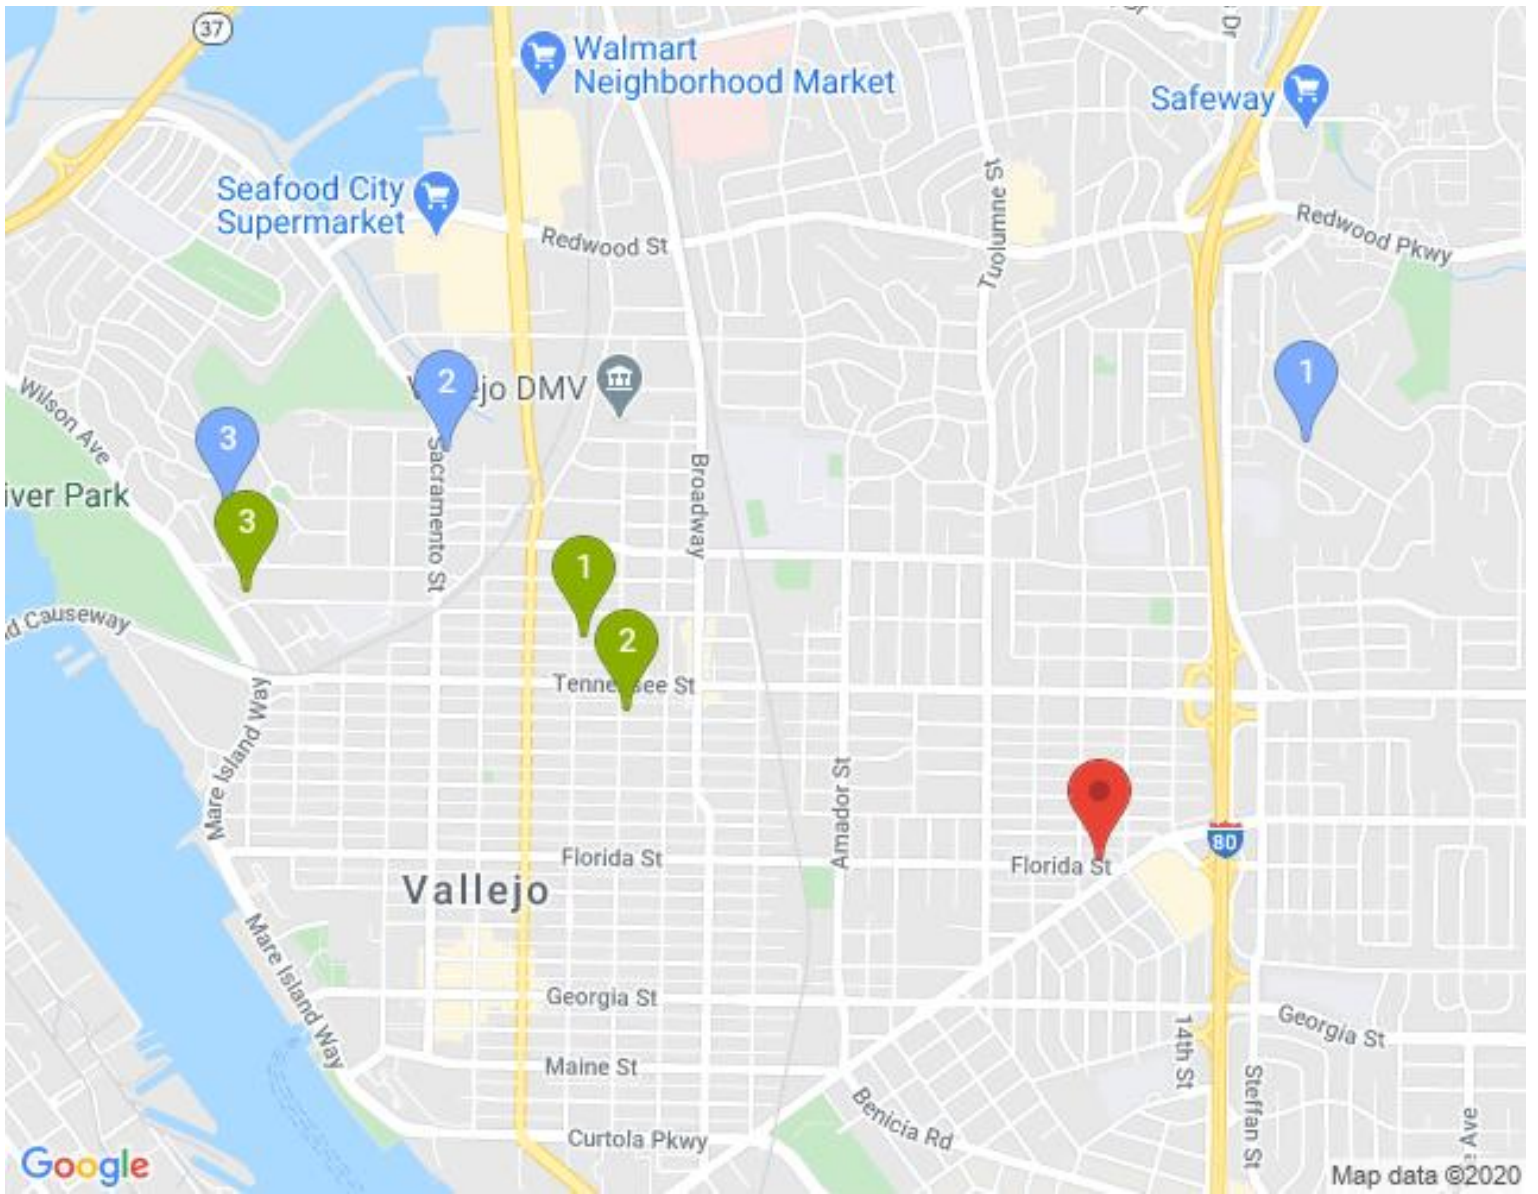 37
Walmart
Neighborhood Market
Safeway
Dr
Seafood City
Supermarket
Redwood St
Tuolumne St
Redwood Pkwy
Wilson Ave
2
ejo DMV
1
3
iver Park
Sacramento St
Broadway
3
1
d Causeway
2
Tennessee St
Mare Island Way
Amador St
80
Florida St
Florida St
Vallejo
Mare Island Way
Georgia St
Georgia St
14th St
Maine St
Steffan St
Benicia Rd
Ave
Curtola Pkwy
Google
Map data ©2020